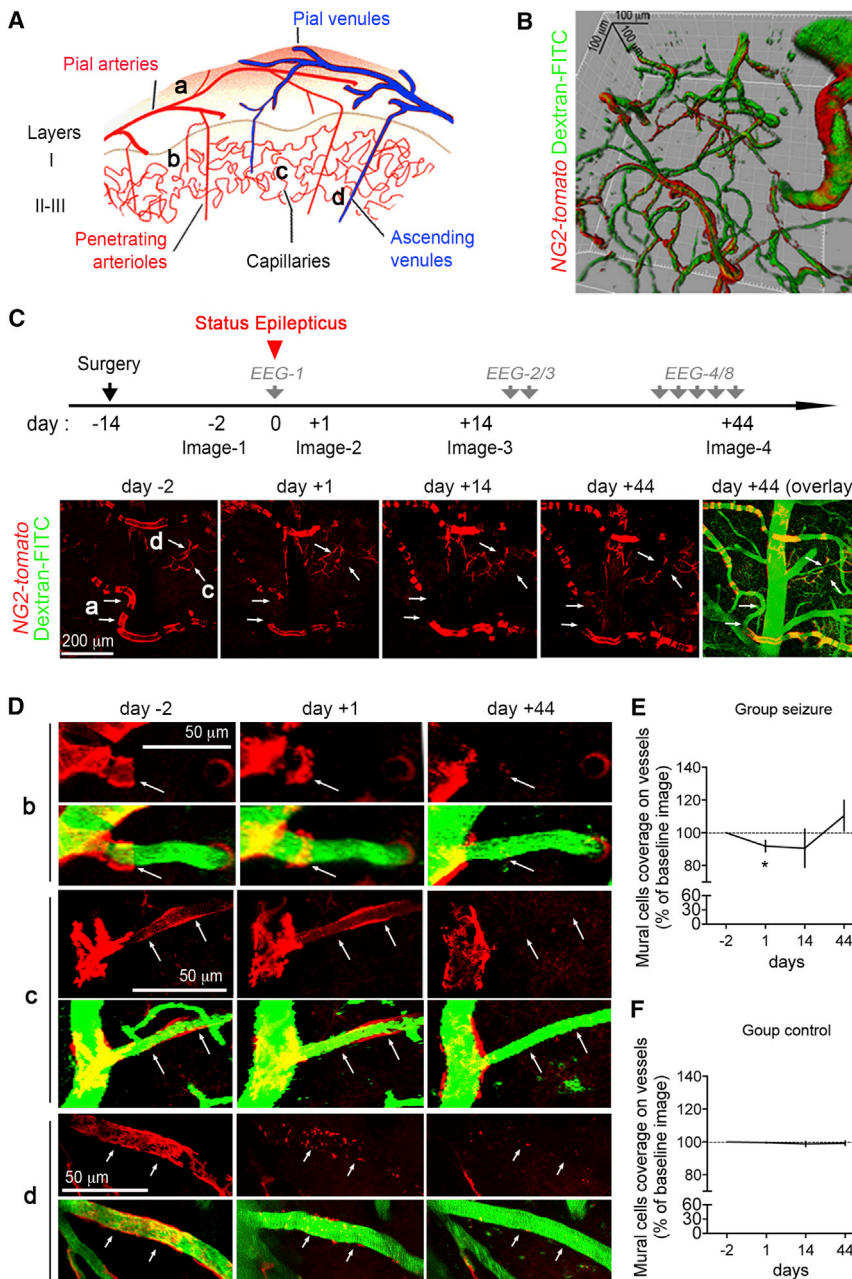 A
Pial venules
Pial arteries
a
Layers
I
b
c
II-III
d
Penetrating
arterioles
Capillaries
Ascending
venules
B
100 µm
100 µm
100 µm
NG2-tomato Dextran-FITC
C
Status Epilepticus
Surgery
EEG-1
EEG-2/3
EEG-4/8
day : -14 -2 0 +1 +14 +44
Image-1 Image-2 Image-3 Image-4
day -2 day +1 day +14 day +44 day +44 (overlay)
NG2-tomato
Dextran-FITC
d
c
a
200 µm
D
day -2 day +1 day +44
50 µm
b
50 µm
c
50 µm
d
E
Group seizure
Mural cells coverage on vessels
(% of baseline image)
140
120
100
80
60
30
0
*
-2 1 14 44
days
F
Goup control
Mural cells coverage on vessels
(% of baseline image)
140
120
100
80
60
30
0
-2 1 14 44
days